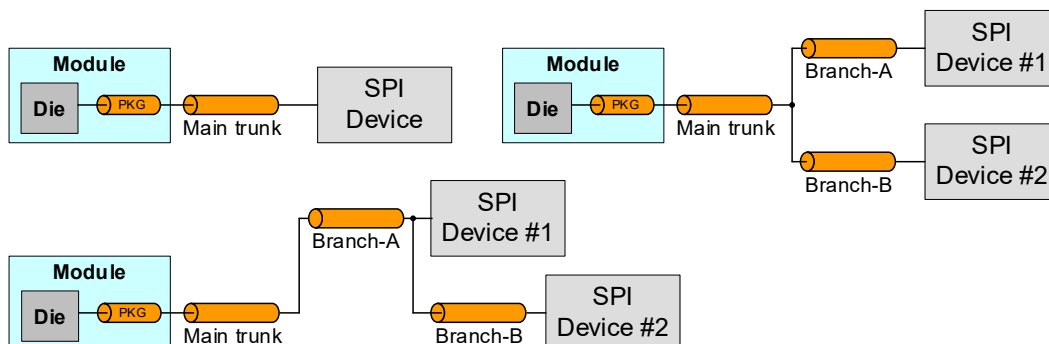 Module
Die
PKG
Main trunk
SPI
Device
Module
Die
PKG
Main trunk
Branch-A
SPI
Device #1
Branch-B
SPI
Device #2
Module
Die
PKG
Main trunk
Branch-A
SPI
Device #1
Branch-B
SPI
Device #2